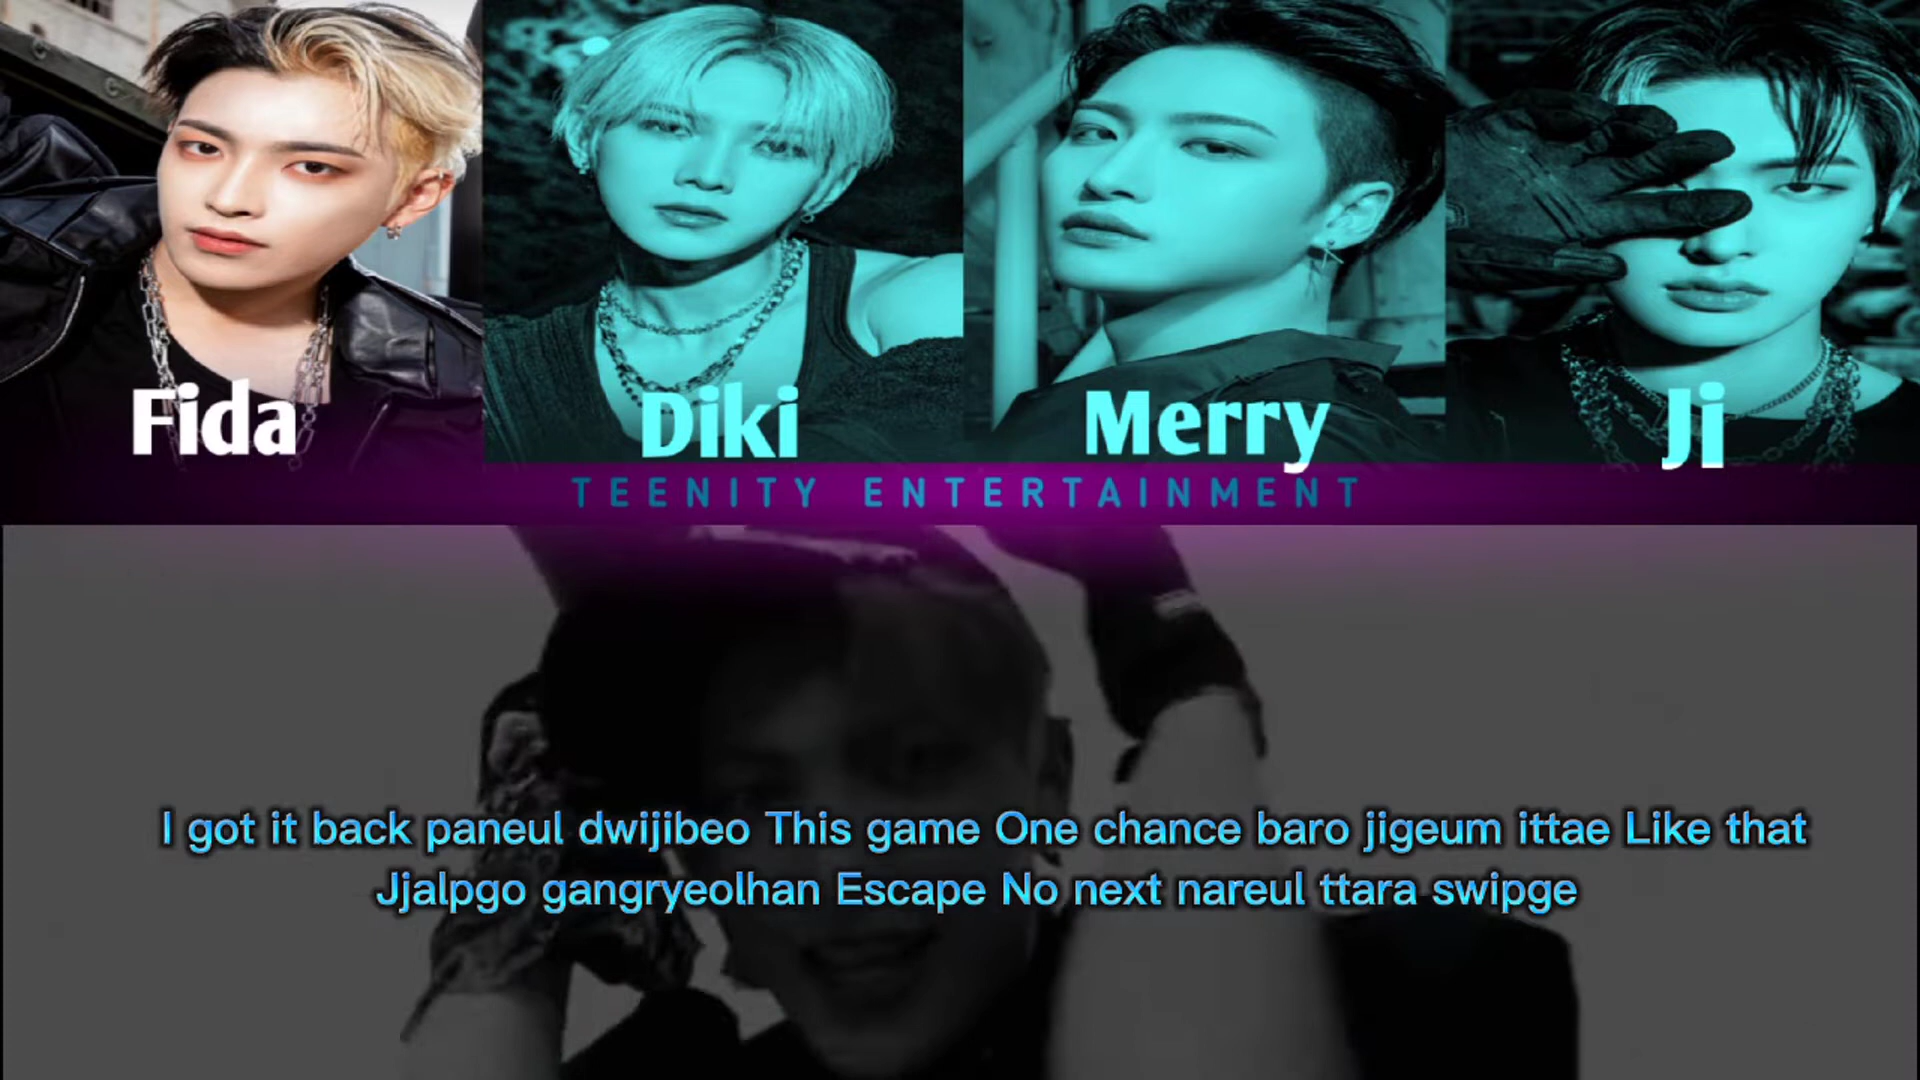 Fida
Diki
Merry
Ji
TEENITY ENTERTAINMENT
I got it back paneul dwijibeo This game One chance baro jigeum ittae Like that
Jjalpgo gangryeolhan Escape No next nareul ttara swipge